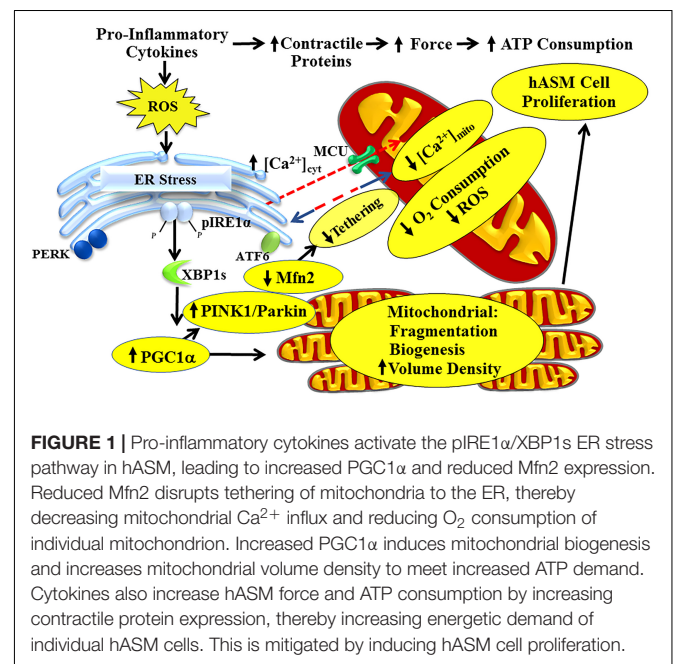 Pro-Inflammatory
Cytokines
↑ Contractile
Proteins
↑ Force
↑ ATP Consumption
ROS
hASM Cell
Proliferation
ER Stress
↑ [Ca²⁺]cyt
MCU
↓ [Ca²⁺]mito
↓ O₂ Consumption
↓ ROS
↓ Tethering
pIRE1α
P
P
PERK
ATF6
XBP1s
↓ Mfn2
↑ PINK1/Parkin
↑ PGC1α
Mitochondrial:
Fragmentation
Biogenesis
↑ Volume Density
FIGURE 1 | Pro-inflammatory cytokines activate the pIRE1α/XBP1s ER stress
pathway in hASM, leading to increased PGC1α and reduced Mfn2 expression.
Reduced Mfn2 disrupts tethering of mitochondria to the ER, thereby
decreasing mitochondrial Ca²⁺ influx and reducing O₂ consumption of
individual mitochondrion. Increased PGC1α induces mitochondrial biogenesis
and increases mitochondrial volume density to meet increased ATP demand.
Cytokines also increase hASM force and ATP consumption by increasing
contractile protein expression, thereby increasing energetic demand of
individual hASM cells. This is mitigated by inducing hASM cell proliferation.